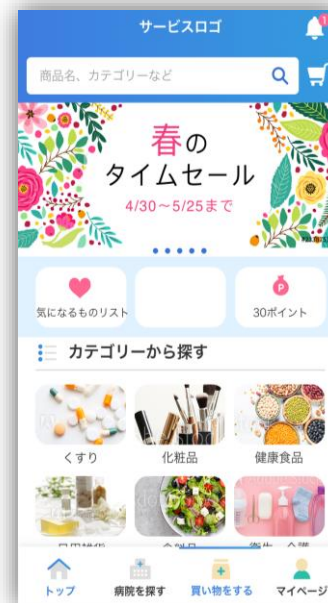 サービスロゴ
1
商品名、カテゴリーなど
春の
タイムセール
4/30～5/25まで
気になるものリスト
P
30ポイント
カテゴリーから探す
くすり
化粧品
健康食品
トップ
病院を探す
買い物をする
マイページ